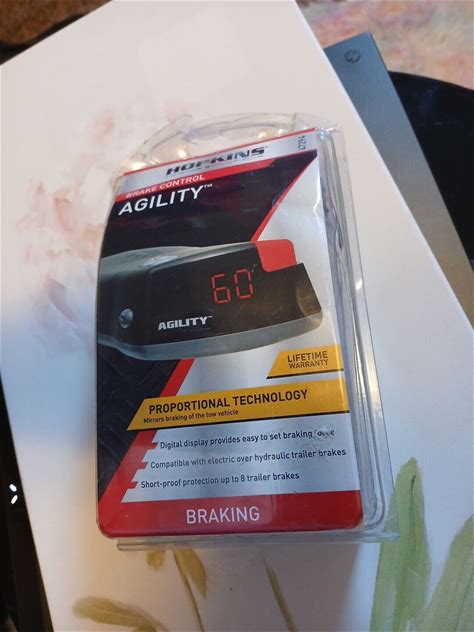 HOPKINS
47294
BRAKE CONTROL
AGILITY™
60
AGILITY™
LIFETIME
WARRANTY
PROPORTIONAL TECHNOLOGY
Mirrors braking of the tow vehicle
Digital display provides easy to set braking force
Compatible with electric over hydraulic trailer brakes
Short-proof protection up to 8 trailer brakes
BRAKING